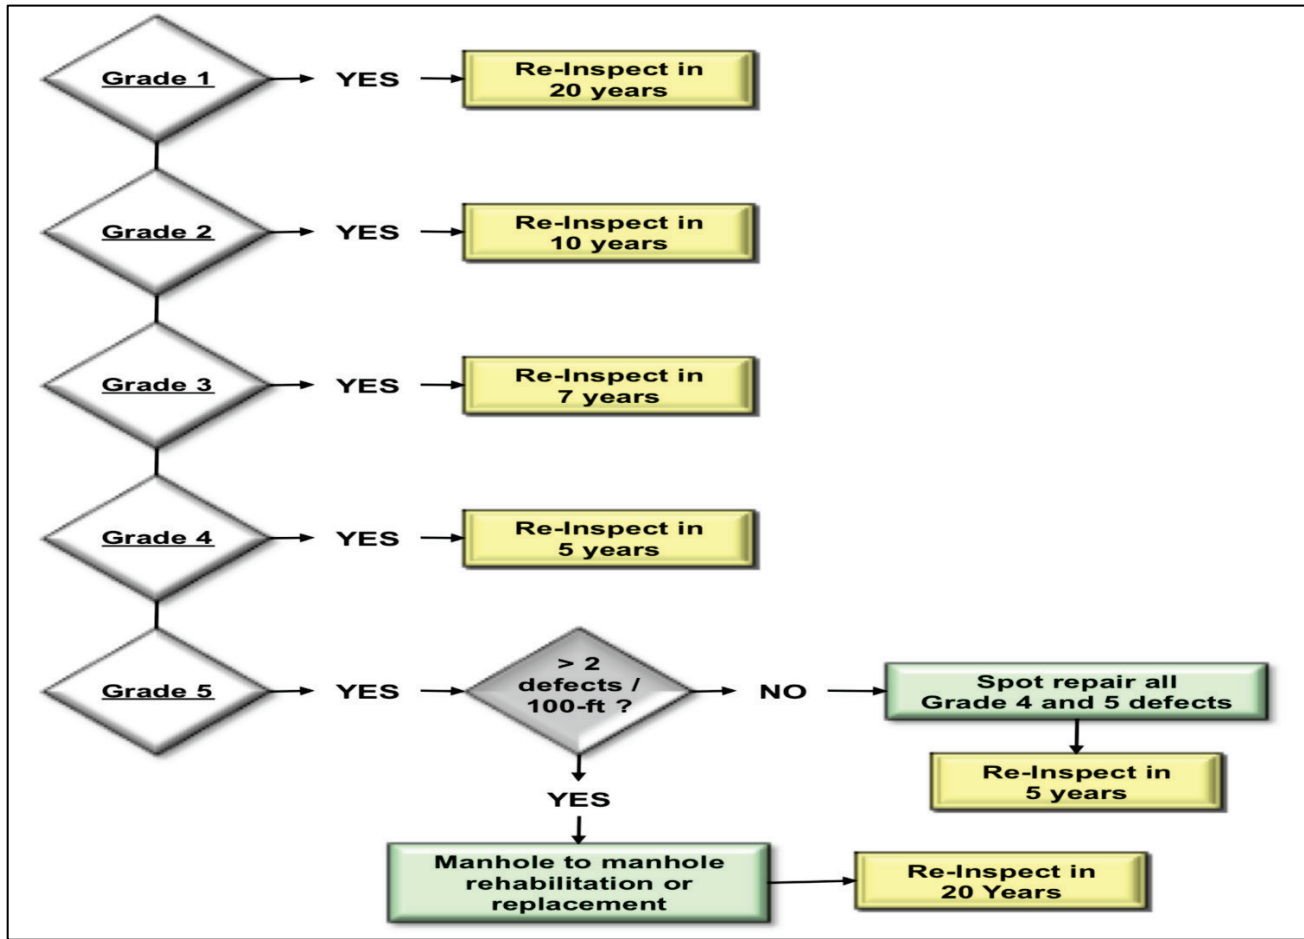 Grade 1
YES
Re-Inspect in
20 years
Grade 2
YES
Re-Inspect in
10 years
Grade 3
YES
Re-Inspect in
7 years
Grade 4
YES
Re-Inspect in
5 years
Grade 5
YES
> 2
defects /
100-ft ?
NO
Spot repair all
Grade 4 and 5 defects
Re-Inspect in
5 years
YES
Manhole to manhole
rehabilitation or
replacement
Re-Inspect in
20 Years